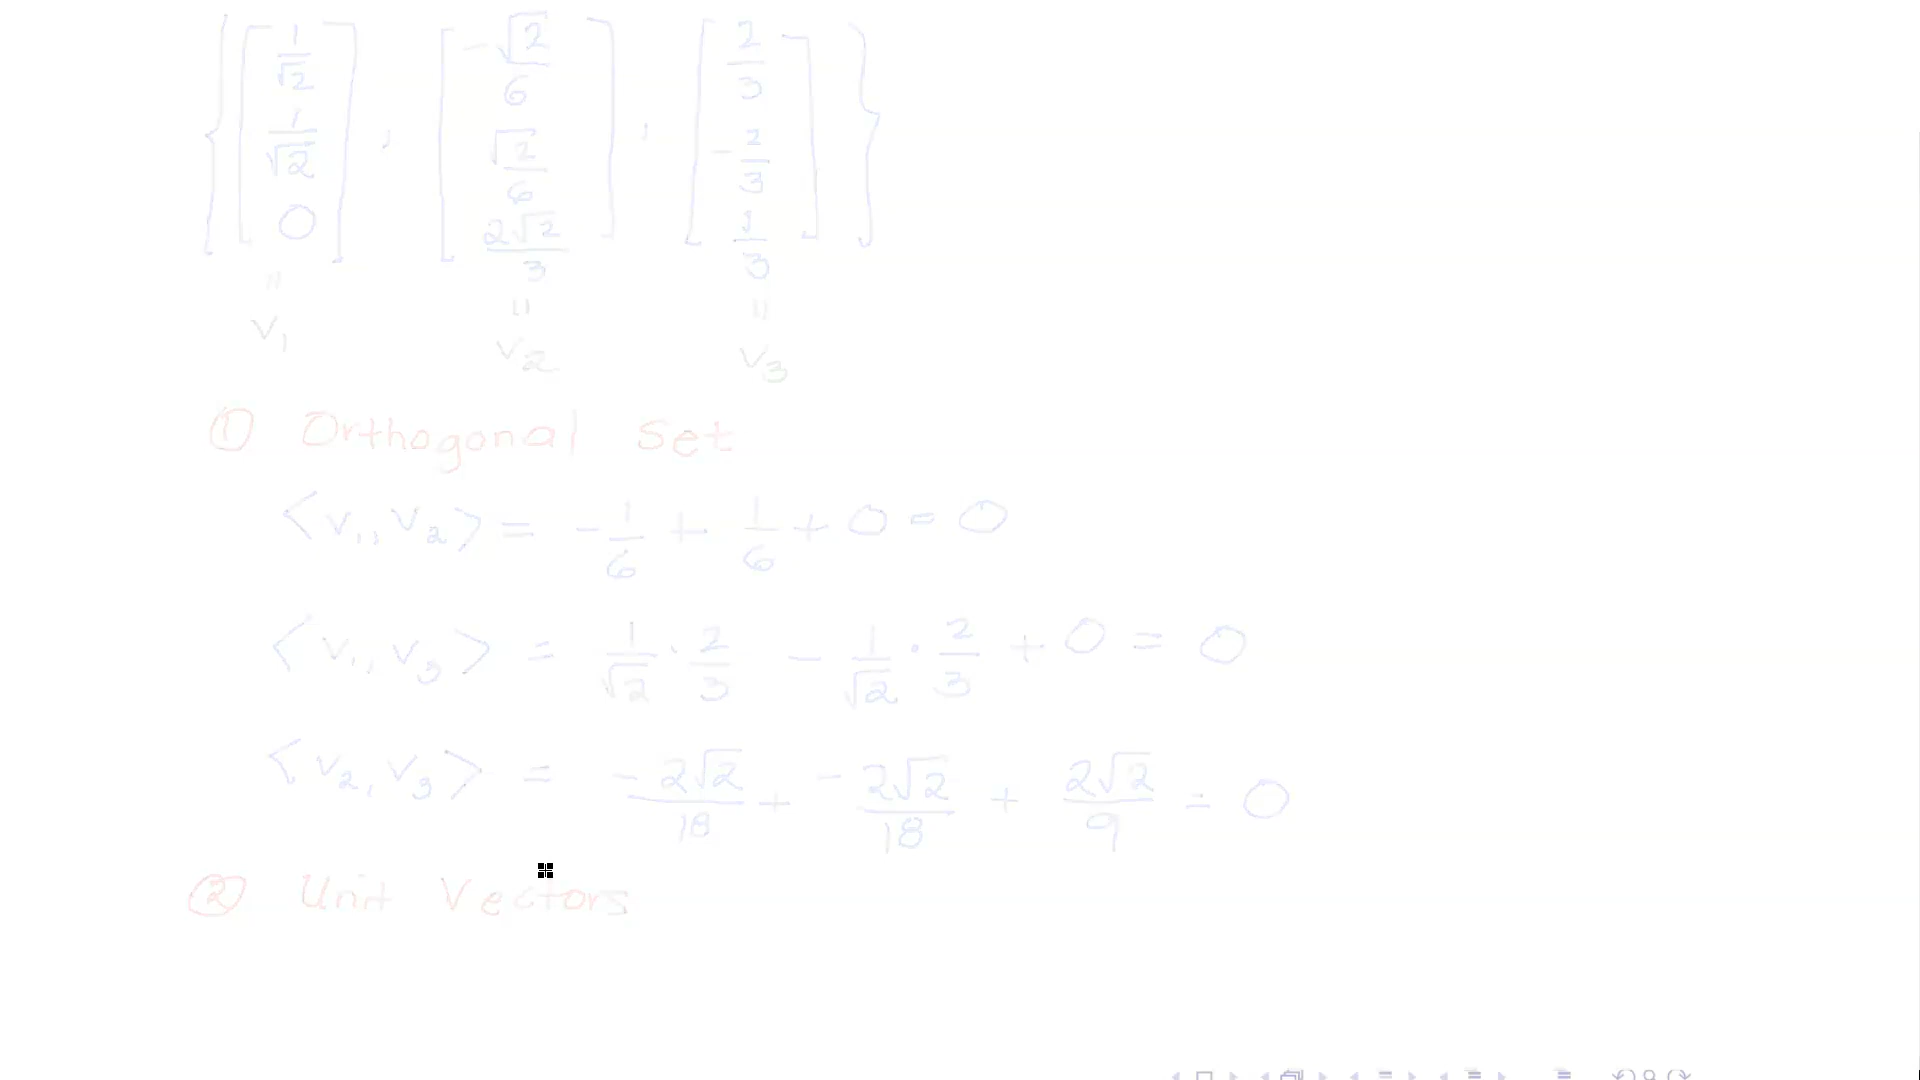 { [ 1/√2 1/√2 0 ] , [ -√2/6 √2/6 2√2/3 ] , [ 2/3 -2/3 1/3 ] }
= = =
v₁ v₂ v₃
① Orthogonal Set
<v₁, v₂> = -1/6 + 1/6 + 0 = 0
<v₁, v₃> = 1/√2 · 2/3 - 1/√2 · 2/3 + 0 = 0
<v₂, v₃> = -2√2/18 + -2√2/18 + 2√2/9 = 0
② Unit Vectors